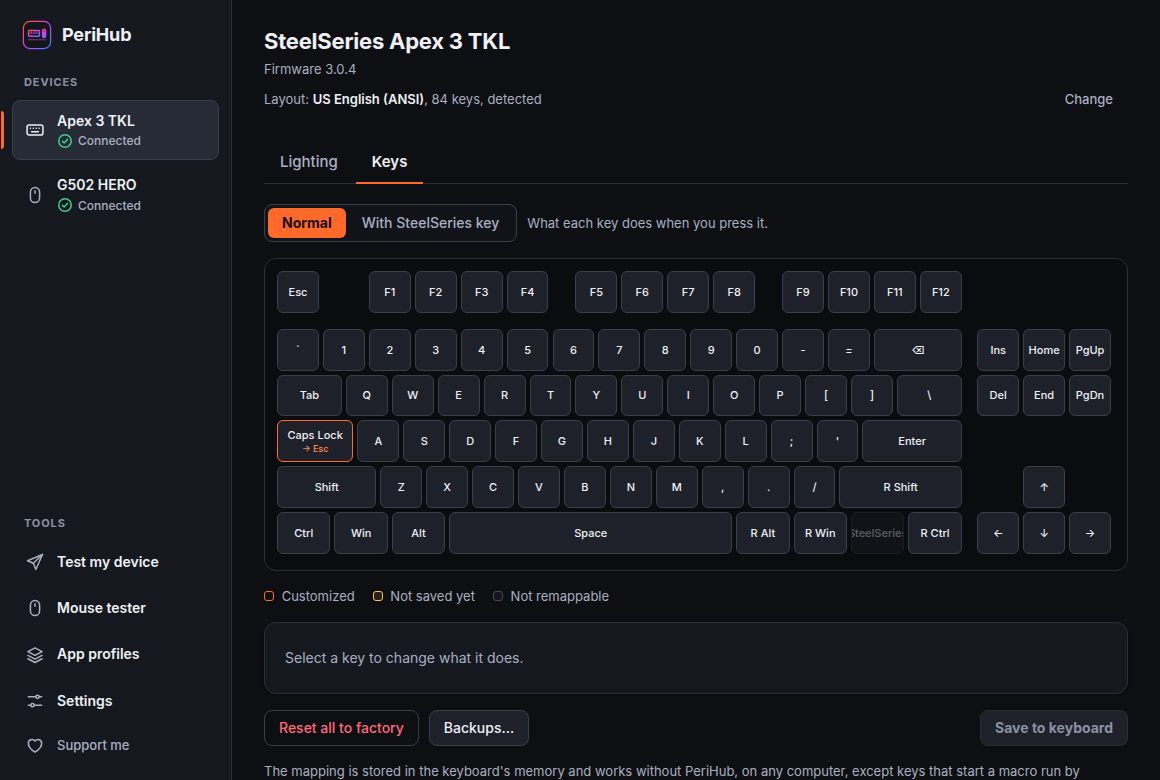 PeriHub
DEVICES
Apex 3 TKL
Connected
G502 HERO
Connected
TOOLS
Test my device
Mouse tester
App profiles
Settings
Support me
SteelSeries Apex 3 TKL
Firmware 3.0.4
Layout: US English (ANSI), 84 keys, detected
Change
Lighting Keys
Normal With SteelSeries key What each key does when you press it.
Esc F1 F2 F3 F4 F5 F6 F7 F8 F9 F10 F11 F12
` 1 2 3 4 5 6 7 8 9 0 - = ⌫ Ins Home PgUp
Tab Q W E R T Y U I O P [ ] \ Del End PgDn
Caps Lock A S D F G H J K L ; ' Enter
→ Esc
Shift Z X C V B N M , . / R Shift ↑
Ctrl Win Alt Space R Alt R Win SteelSeries R Ctrl ← ↓ →
Customized Not saved yet Not remappable
Select a key to change what it does.
Reset all to factory Backups... Save to keyboard
The mapping is stored in the keyboard's memory and works without PeriHub, on any computer, except keys that start a macro run by